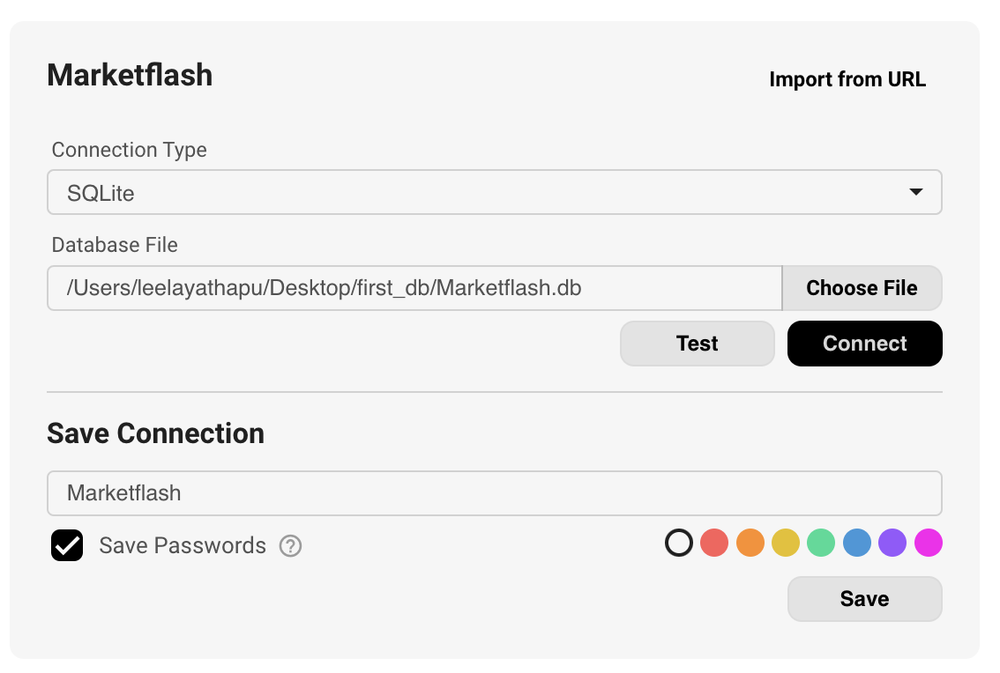 Marketflash
Import from URL
Connection Type
SQLite
Database File
/Users/leelayathapu/Desktop/first_db/Marketflash.db
Choose File
Test
Connect
Save Connection
Marketflash
Save Passwords ?
Save